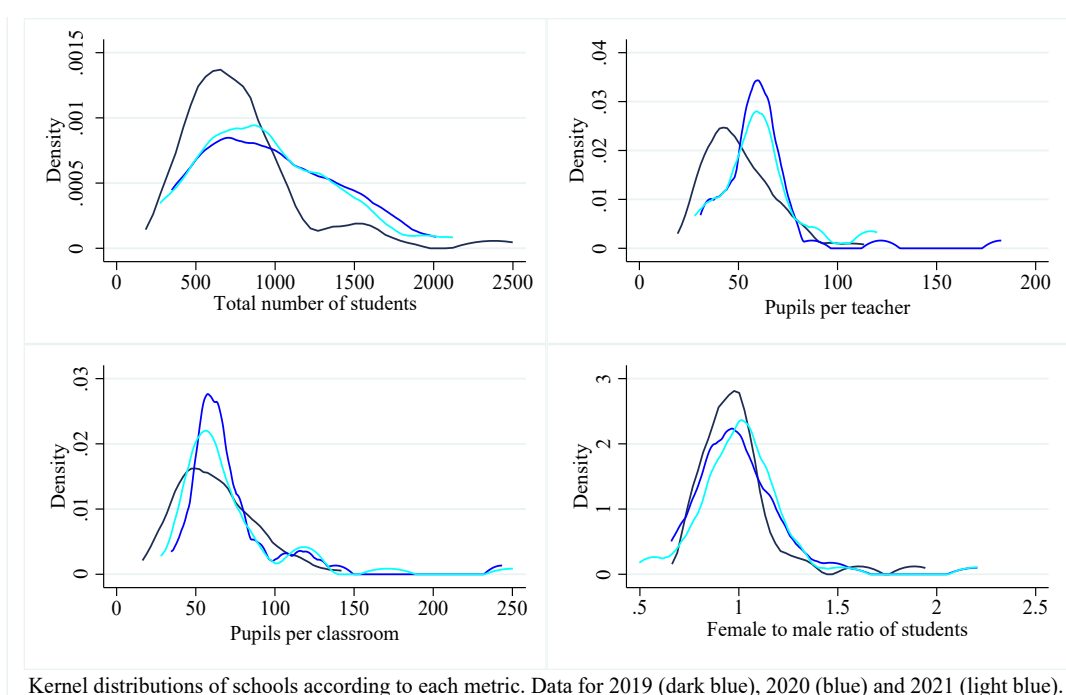 Density
0 .0005 .001 .0015
0 500 1000 1500 2000 2500
Total number of students
Density
0 .01 .02 .03 .04
0 50 100 150 200
Pupils per teacher
Density
0 .01 .02 .03
0 50 100 150 200 250
Pupils per classroom
Density
0 1 2 3
.5 1 1.5 2 2.5
Female to male ratio of students
Kernel distributions of schools according to each metric. Data for 2019 (dark blue), 2020 (blue) and 2021 (light blue).